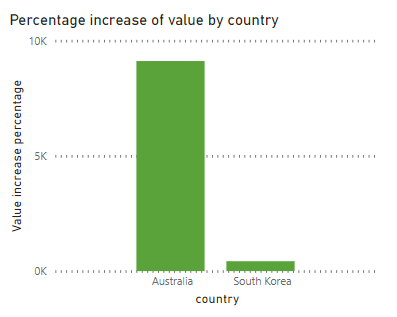 Percentage increase of value by country
10K
5K
0K
Value increase percentage
Australia
South Korea
country